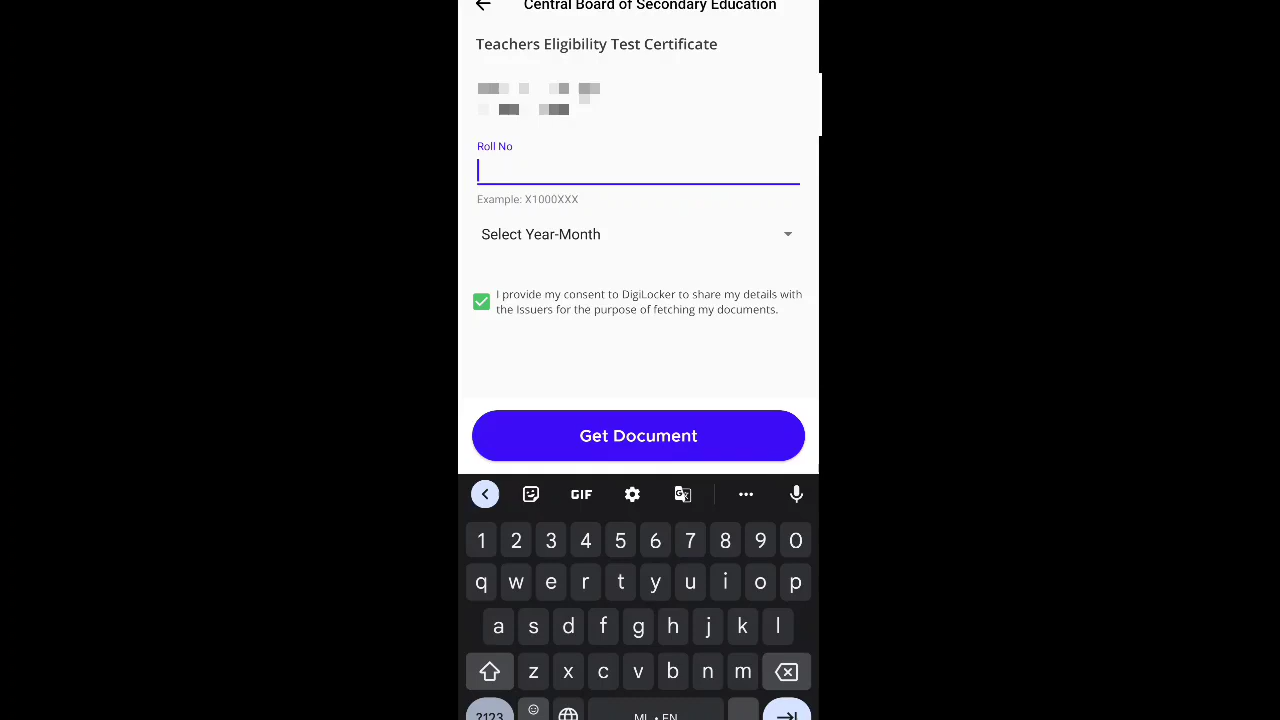 Central Board of Secondary Education
Teachers Eligibility Test Certificate
Roll No
Example: X1000XXX
Select Year-Month
I provide my consent to DigiLocker to share my details with
the Issuers for the purpose of fetching my documents.
Get Document
GIF
1 2 3 4 5 6 7 8 9 0
q w e r t y u i o p
a s d f g h j k l
z x c v b n m
?123 ML • EN